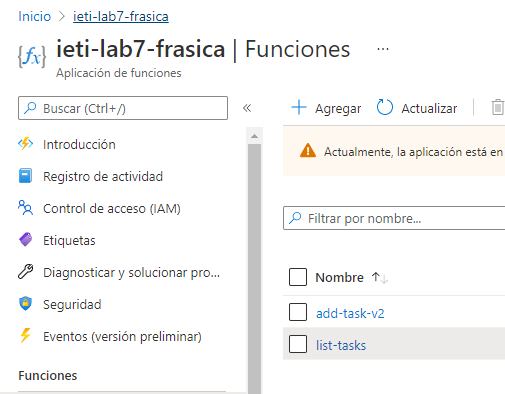 Inicio > ieti-lab7-frasica
ieti-lab7-frasica | Funciones ...
Aplicación de funciones
Buscar (Ctrl+/)
Introducción
Registro de actividad
Control de acceso (IAM)
Etiquetas
Diagnosticar y solucionar pro...
Seguridad
Eventos (versión preliminar)
Funciones
Agregar
Actualizar
Actualmente, la aplicación está en
Filtrar por nombre...
Nombre
add-task-v2
list-tasks